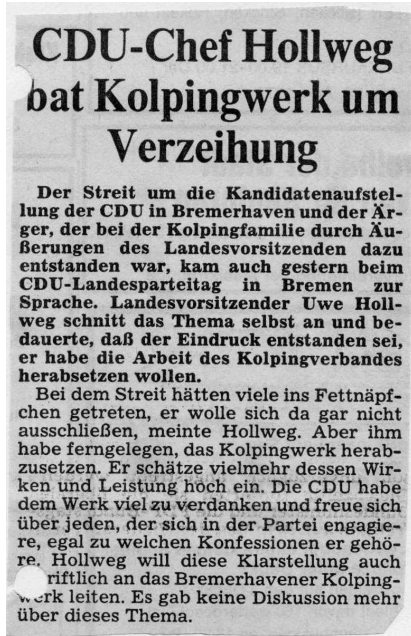 CDU-Chef Hollweg
bat Kolpingwerk um
Verzeihung
Der Streit um die Kandidatenaufstel-
lung der CDU in Bremerhaven und der Är-
ger, der bei der Kolpingfamilie durch Äu-
ßerungen des Landesvorsitzenden dazu
entstanden war, kam auch gestern beim
CDU-Landesparteitag in Bremen zur
Sprache. Landesvorsitzender Uwe Holl-
weg schnitt das Thema selbst an und be-
dauerte, daß der Eindruck entstanden sei,
er habe die Arbeit des Kolpingverbandes
herabsetzen wollen.
Bei dem Streit hätten viele ins Fettnäpf-
chen getreten, er wolle sich da gar nicht
ausschließen, meinte Hollweg. Aber ihm
habe ferngelegen, das Kolpingwerk herab-
zusetzen. Er schätze vielmehr dessen Wir-
ken und Leistung hoch ein. Die CDU habe
dem Werk viel zu verdanken und freue sich
über jeden, der sich in der Partei engagie-
re, egal zu welchen Konfessionen er gehö-
re. Hollweg will diese Klarstellung auch
riftlich an das Bremerhavener Kolping-
werk leiten. Es gab keine Diskussion mehr
über dieses Thema.